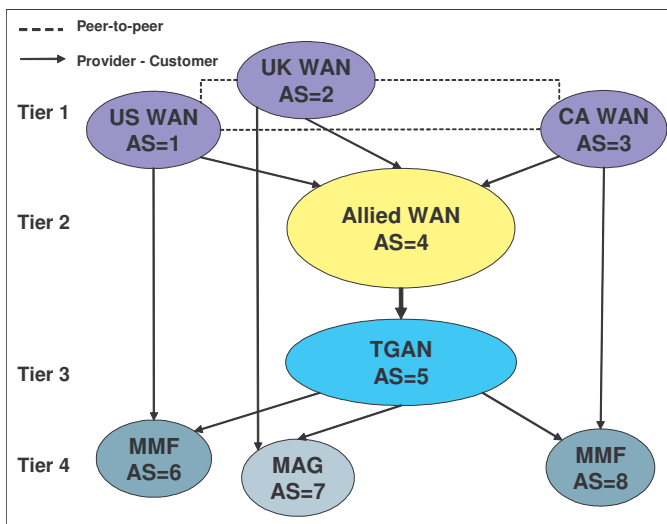 Peer-to-peer
Provider - Customer
Tier 1
UK WAN
AS=2
US WAN
AS=1
CA WAN
AS=3
Tier 2
Allied WAN
AS=4
Tier 3
TGAN
AS=5
Tier 4
MMF
AS=6
MAG
AS=7
MMF
AS=8